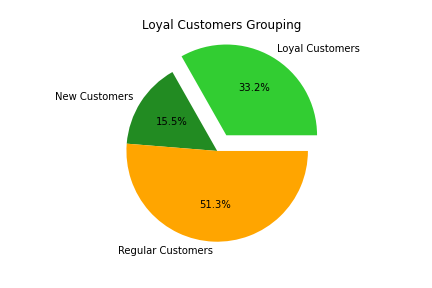 Loyal Customers Grouping
Loyal Customers
33.2%
New Customers
15.5%
51.3%
Regular Customers